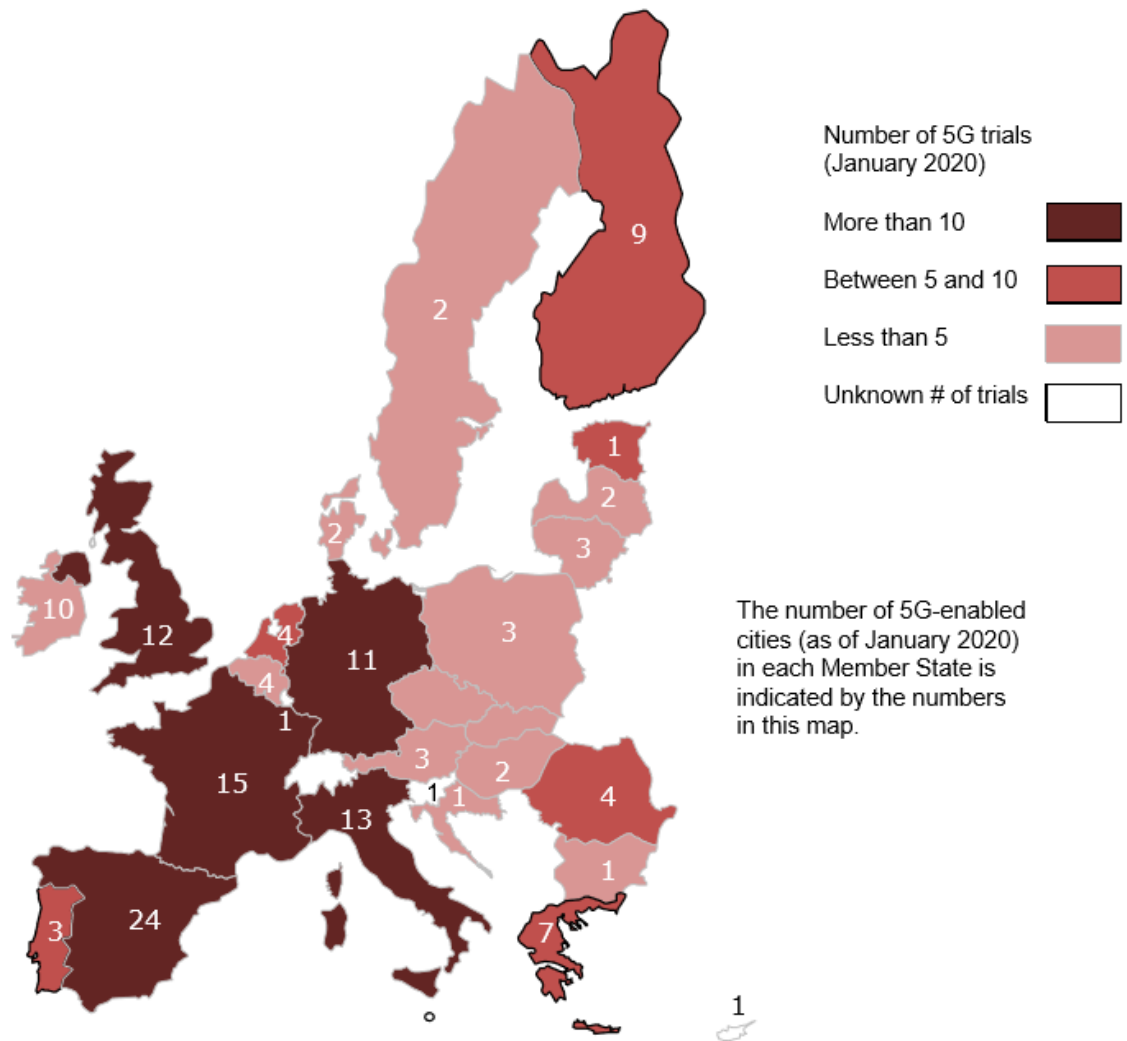 Number of 5G trials
(January 2020)
More than 10
Between 5 and 10
Less than 5
Unknown # of trials
9
2
1
2
3
2
10
12
4
4
1
11
3
The number of 5G-enabled
cities (as of January 2020)
in each Member State is
indicated by the numbers
in this map.
15
3
2
1
1
13
4
1
24
3
7
1